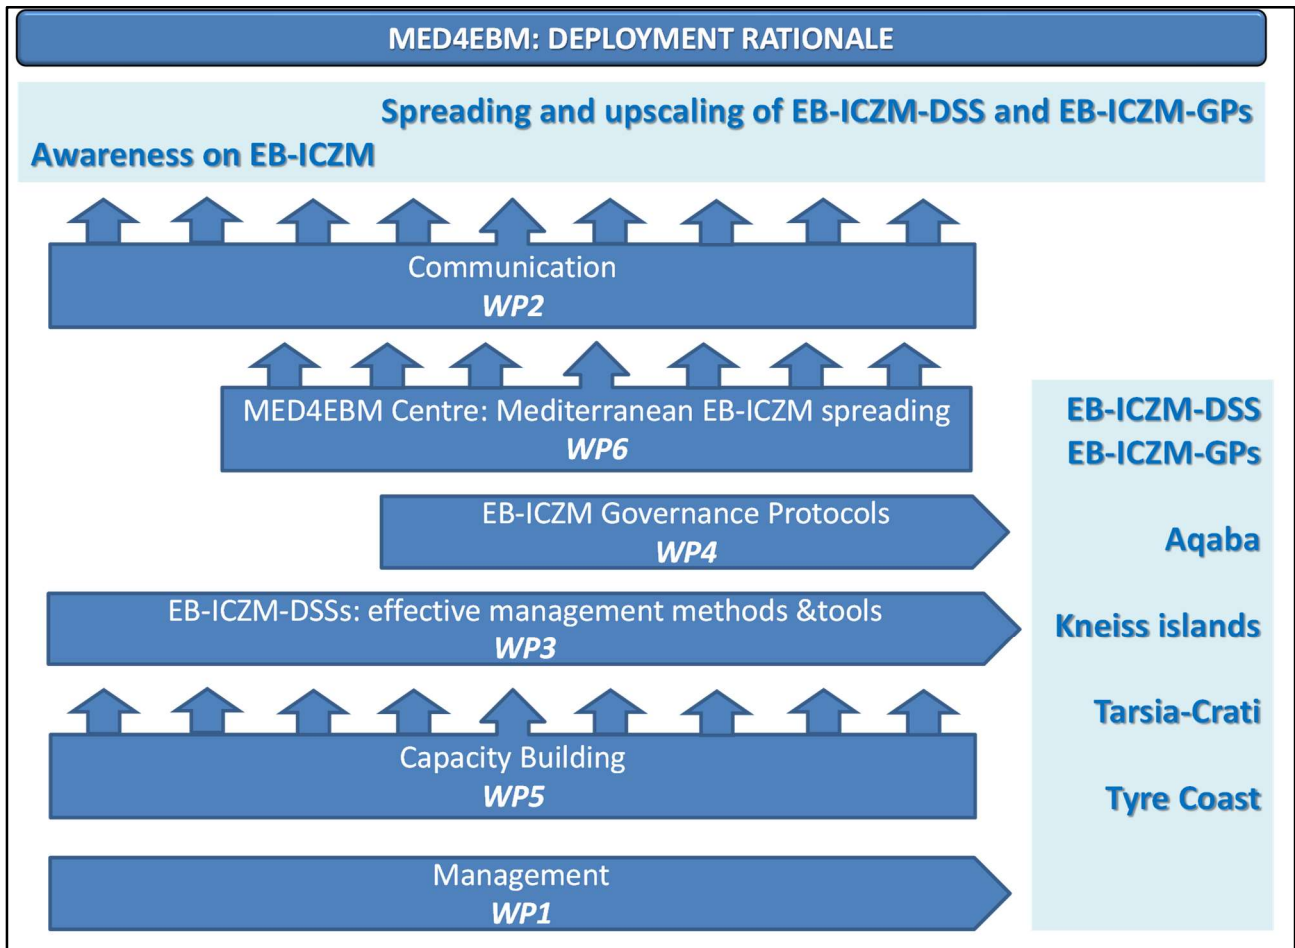 MED4EBM: DEPLOYMENT RATIONALE
Spreading and upscaling of EB-ICZM-DSS and EB-ICZM-GPs
Awareness on EB-ICZM
Communication
WP2
MED4EBM Centre: Mediterranean EB-ICZM spreading
WP6
EB-ICZM Governance Protocols
WP4
EB-ICZM-DSSs: effective management methods &tools
WP3
Capacity Building
WP5
Management
WP1
EB-ICZM-DSS
EB-ICZM-GPs
Aqaba
Kneiss islands
Tarsia-Crati
Tyre Coast